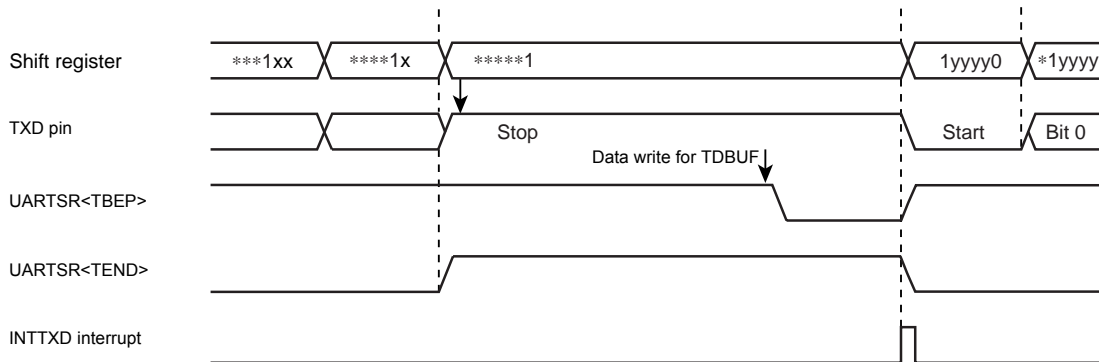 Shift register ***1xx ****1x *****1 1yyyy0 *1yyyy
TXD pin Stop Start Bit 0
Data write for TDBUF
UARTSR<TBEP>
UARTSR<TEND>
INTTXD interrupt